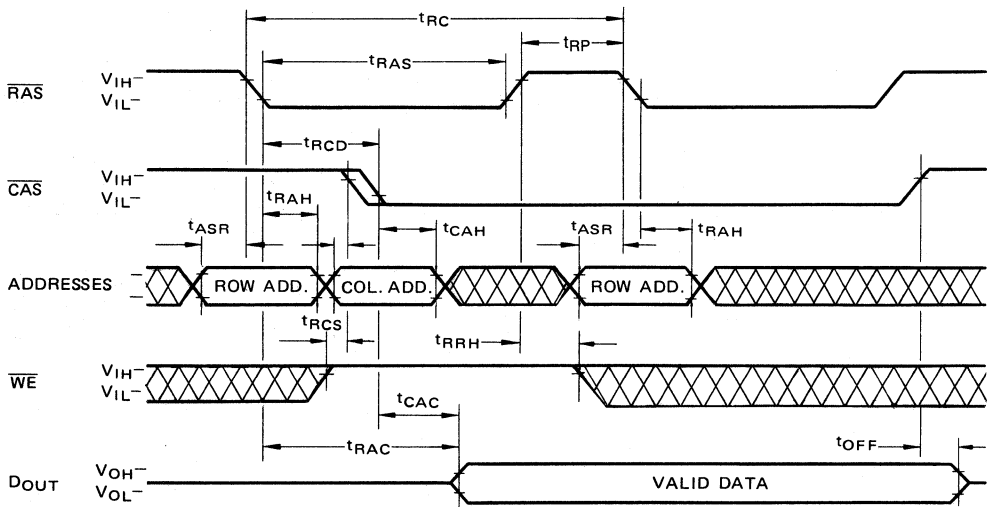 tRC
tRP
tRAS
RAS VIH
VIL
tRCD
CAS VIH
VIL
tRAH
tASR tCAH tASR tRAH
ADDRESSES ROW ADD. COL. ADD. ROW ADD.
tRCS
tRRH
WE VIH
VIL
tCAC
tRAC tOFF
DOUT VOH
VOL
VALID DATA